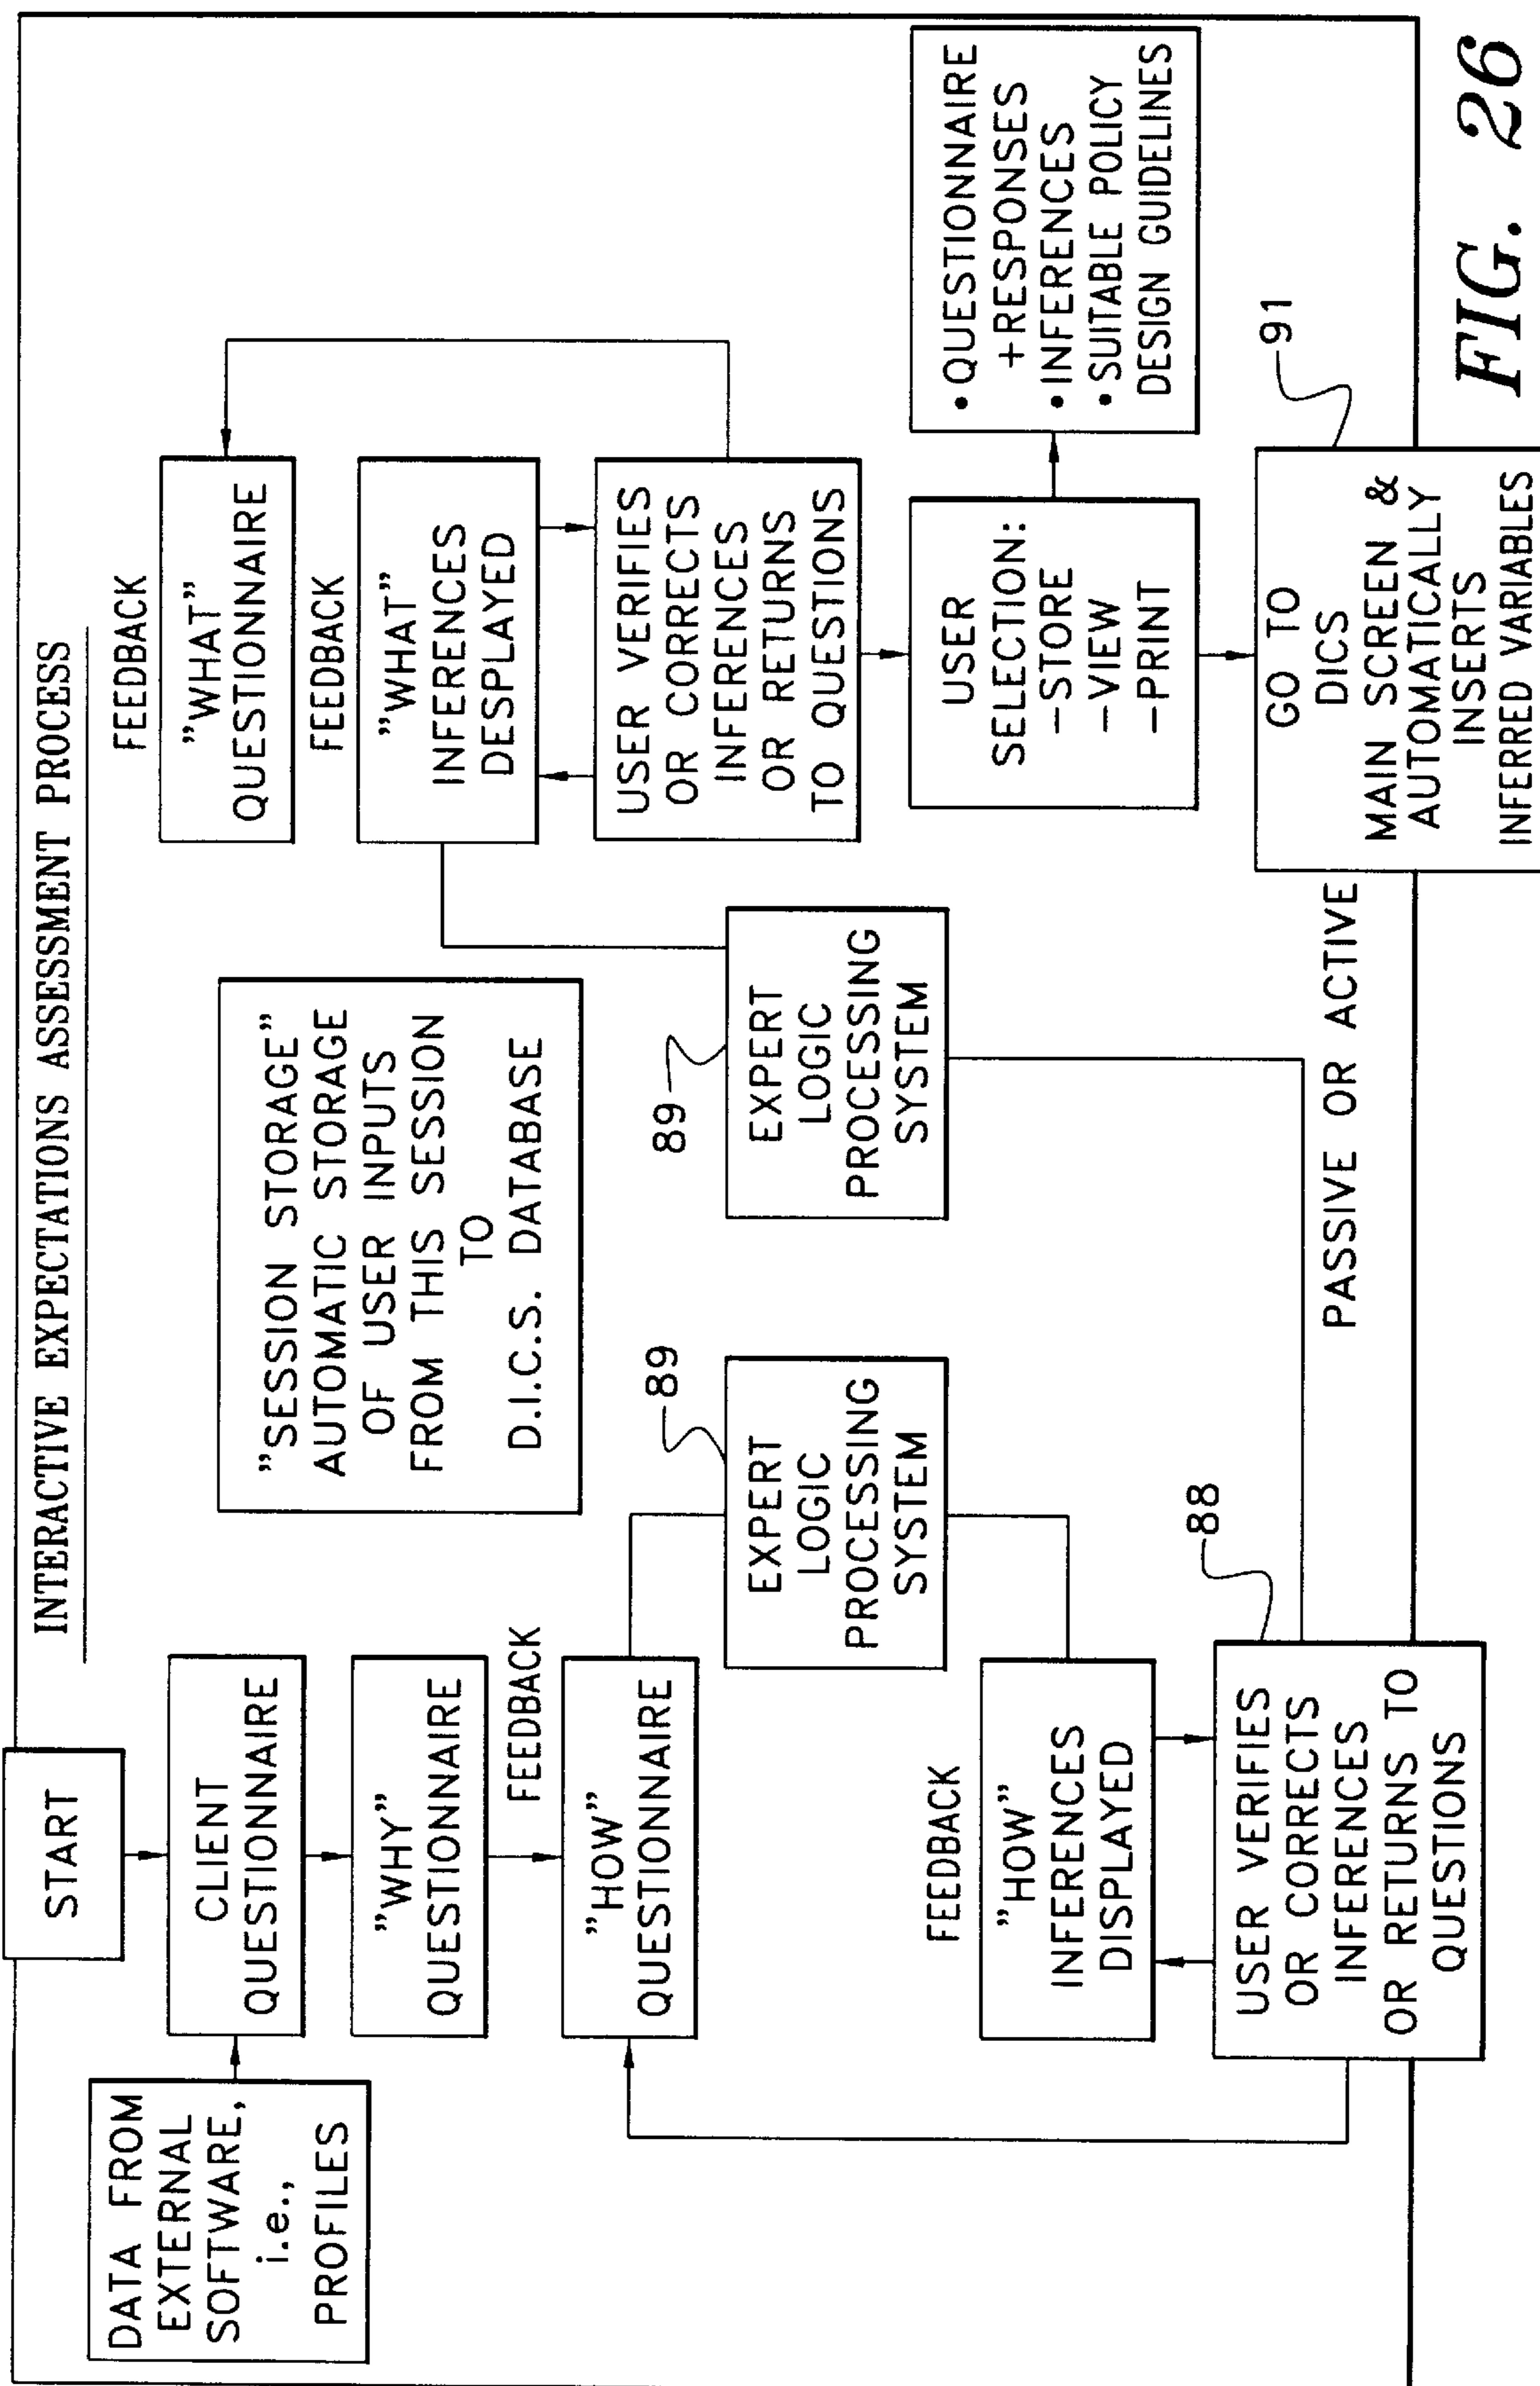 INTERACTIVE EXPECTATIONS ASSESSMENT PROCESS
START
DATA FROM
EXTERNAL
SOFTWARE,
i.e.,
PROFILES
CLIENT
QUESTIONNAIRE
"WHY"
QUESTIONNAIRE
FEEDBACK
"HOW"
QUESTIONNAIRE
EXPERT
LOGIC
PROCESSING
SYSTEM
89
FEEDBACK
"HOW"
INFERENCES
DISPLAYED
USER VERIFIES
OR CORRECTS
INFERENCES
OR RETURNS TO
QUESTIONS
88
"SESSION STORAGE"
AUTOMATIC STORAGE
OF USER INPUTS
FROM THIS SESSION
TO
D.I.C.S. DATABASE
89
EXPERT
LOGIC
PROCESSING
SYSTEM
PASSIVE OR ACTIVE
FEEDBACK
"WHAT"
QUESTIONNAIRE
FEEDBACK
"WHAT"
INFERENCES
DESPLAYED
USER VERIFIES
OR CORRECTS
INFERENCES
OR RETURNS
TO QUESTIONS
USER
SELECTION:
-STORE
-VIEW
-PRINT
• QUESTIONNAIRE
+RESPONSES
• INFERENCES
• SUITABLE POLICY
DESIGN GUIDELINES
91
GO TO
DICS
MAIN SCREEN &
AUTOMATICALLY
INSERTS
INFERRED VARIABLES
FIG. 26